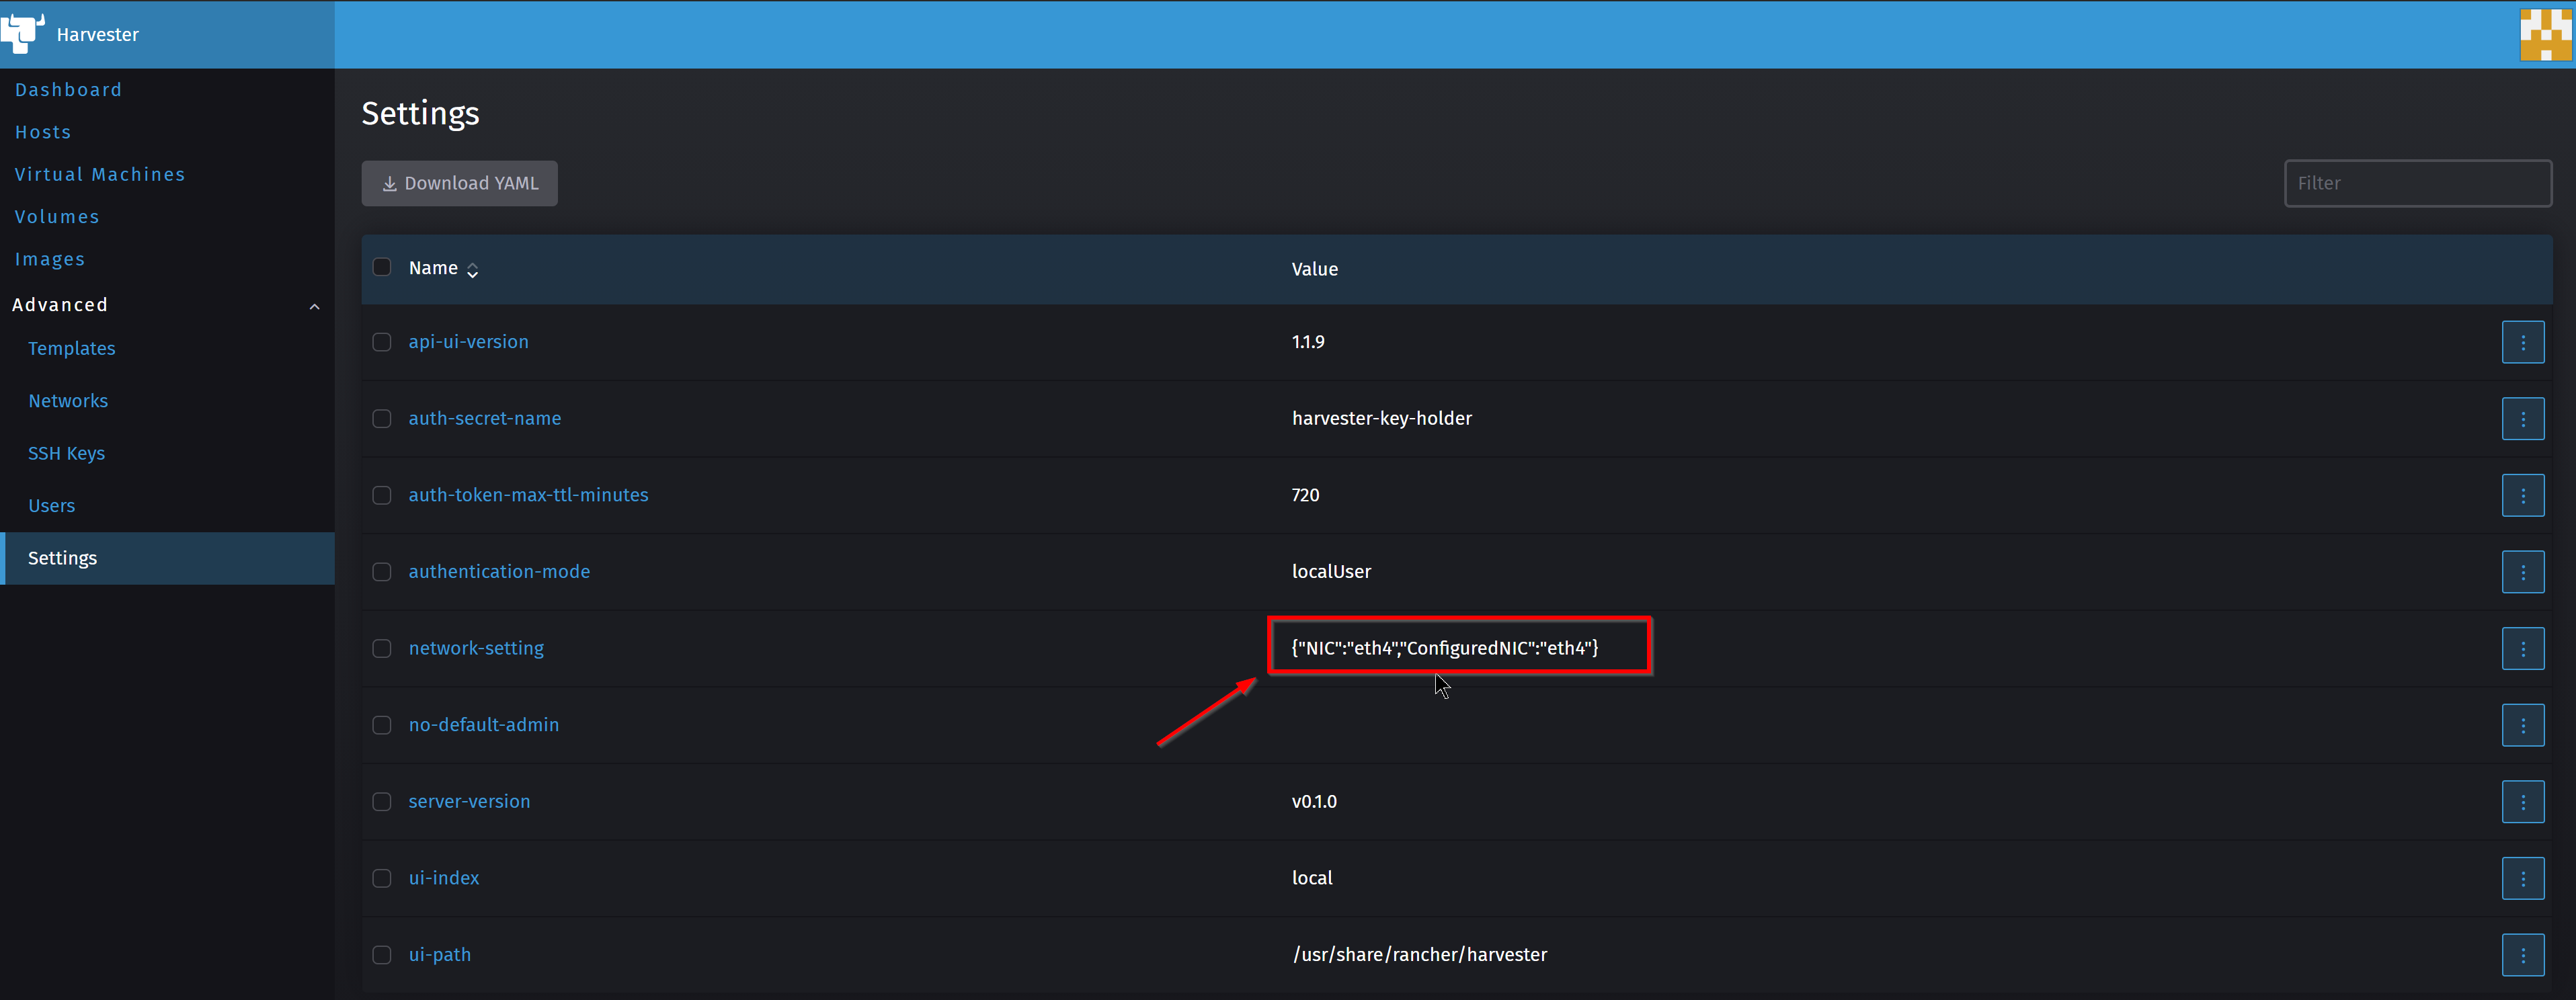 Harvester
Dashboard
Hosts
Virtual Machines
Volumes
Images
Advanced
Templates
Networks
SSH Keys
Users
Settings
Settings
Download YAML
Filter
Name Value
api-ui-version 1.1.9
auth-secret-name harvester-key-holder
auth-token-max-ttl-minutes 720
authentication-mode localUser
network-setting {"NIC":"eth4","ConfiguredNIC":"eth4"}
no-default-admin
server-version v0.1.0
ui-index local
ui-path /usr/share/rancher/harvester